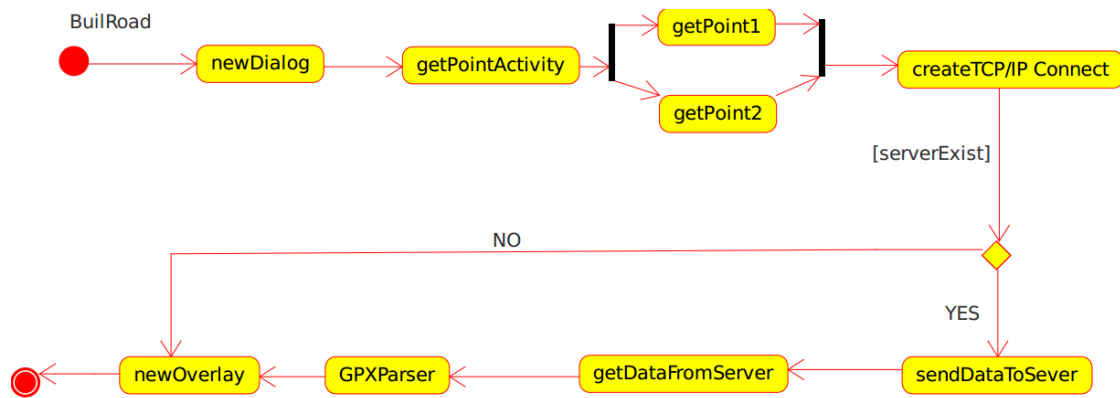 BuilRoad
newDialog
getPointActivity
getPoint1
getPoint2
createTCP/IP Connect
[serverExist]
NO
YES
newOverlay
GPXParser
getDataFromServer
sendDataToSever